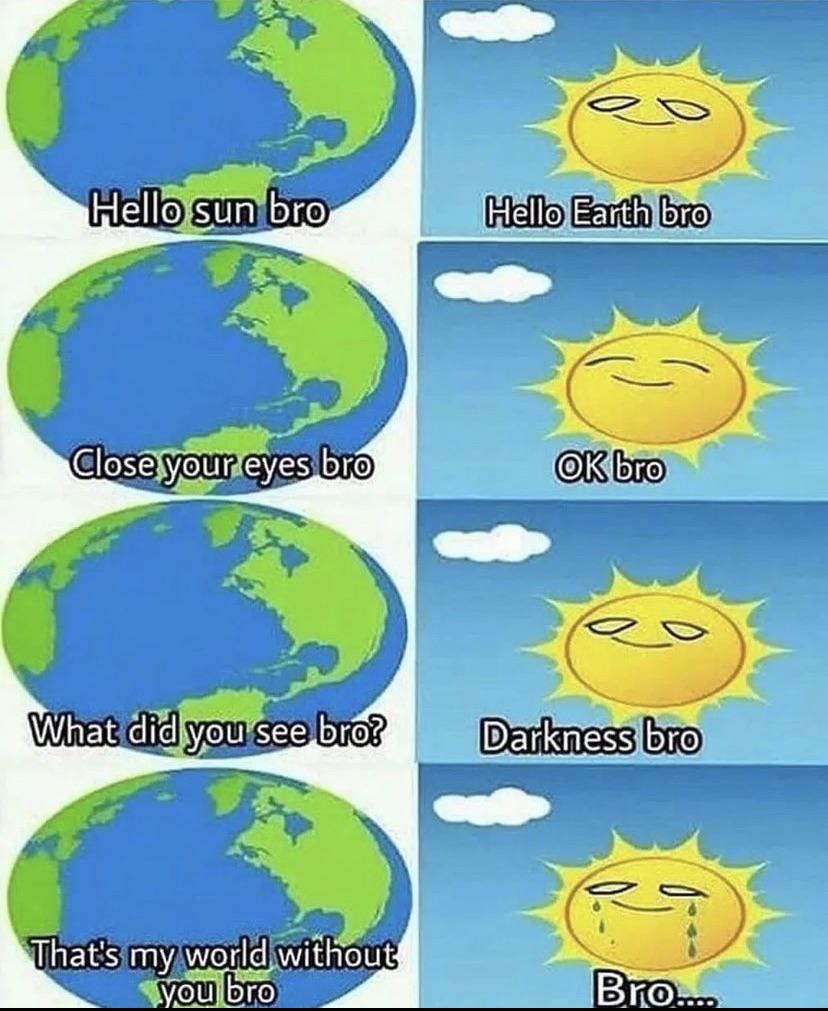 Hello sun bro
Hello Earth bro
Close your eyes bro
OK bro
What did you see bro?
Darkness bro
That's my world without
you bro
Bro....